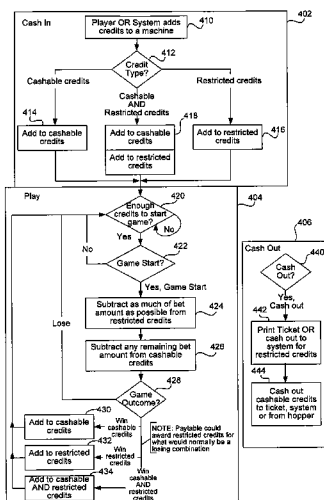 402
Cash In
Player OR System adds
credits to a machine
410
412
Credit
Type?
Cashable credits
Restricted credits
Cashable
AND
Restricted credits
414
Add to cashable
credits
418
Add to cashable
credits
Add to restricted
credits
Add to restricted
credits
416
Play
404
Enough
credits to start
game?
420
No
Yes
422
No
Game Start?
Yes, Game Start
Subtract as much of bet
amount as possible from
restricted credits
424
Lose
Subtract any remaining bet
amount from cashable
credits
426
428
Game
Outcome?
430
Add to cashable
credits
Win
cashable
credits
NOTE: Paytable could
award restricted credits for
what would normally be a
losing combination
432
Add to restricted
credits
Win
restricted
credits
434
Add to cashable
AND restricted
credits
Win
cashable
and restricted
credits
406
Cash Out
440
Cash
Out?
Yes,
Cash out
442
Print Ticket OR
cash out to
system for
restricted credits
444
Cash out
cashable credits
to ticket, system
or from hopper